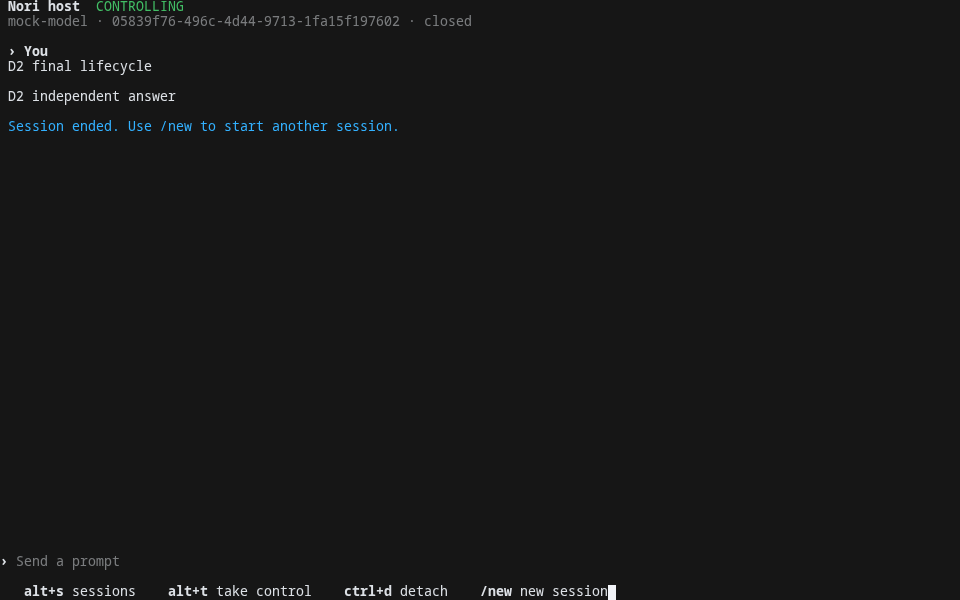 Nori host  CONTROLLING
mock-model · 05839f76-496c-4d44-9713-1fa15f197602 · closed
› You
D2 final lifecycle
D2 independent answer
Session ended. Use /new to start another session.
› Send a prompt
alt+s sessions    alt+t take control    ctrl+d detach    /new new session